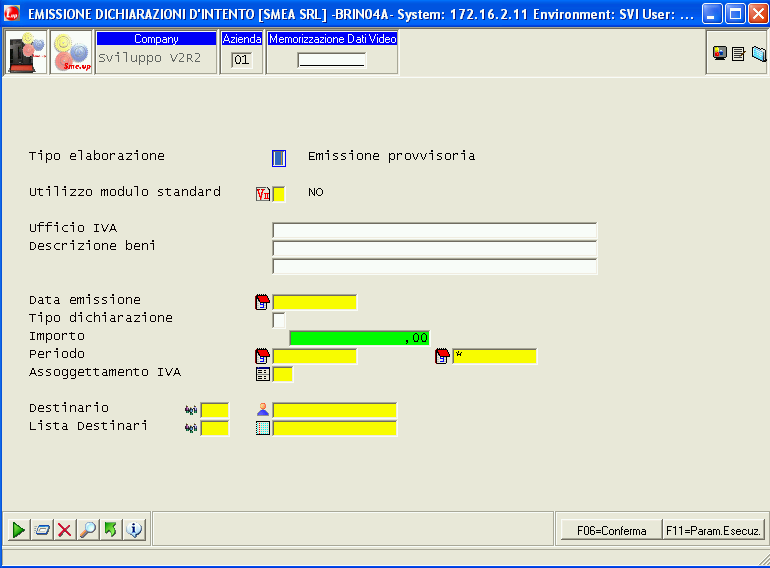 EMISSIONE DICHIARAZIONI D'INTENTO [SMEA SRL] -BRIN04A- System: 172.16.2.11 Environment: SVI User: ...
Company Azienda Memorizzazione Dati Video
Sme.up Sviluppo V2R2 01
Tipo elaborazione Emissione provvisoria
Utilizzo modulo standard NO
Ufficio IVA
Descrizione beni
Data emissione
Tipo dichiarazione
Importo ,00
Periodo *
Assoggettamento IVA
Destinario
Lista Destinari
F06=Conferma F11=Param.Esecuz.